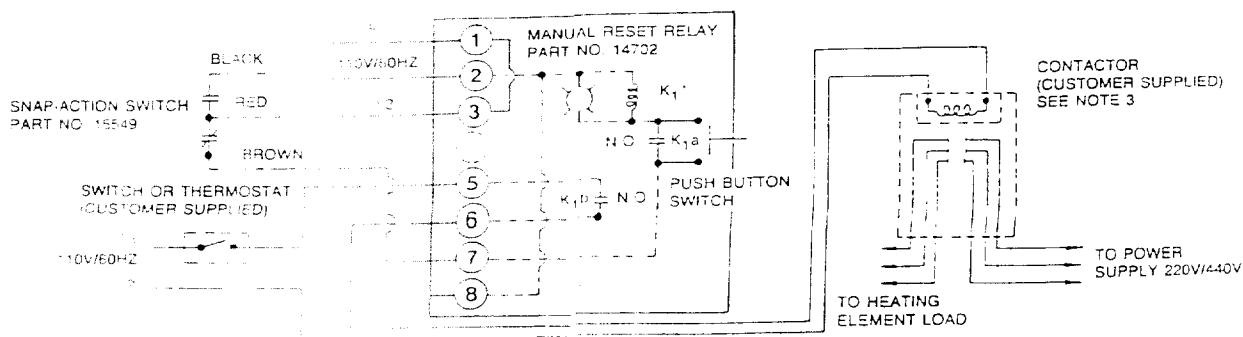 MANUAL RESET RELAY
PART NO. 14702
BLACK
110V/60HZ
RED
SNAP-ACTION SWITCH
PART NO. 15549
BROWN
SWITCH OR THERMOSTAT
(CUSTOMER SUPPLIED)
110V/60HZ
2
1
2
3
5
6
7
8
K1
N O
K1a
K1b
N O
PUSH BUTTON
SWITCH
CONTACTOR
(CUSTOMER SUPPLIED)
SEE NOTE 3
TO POWER
SUPPLY 220V/440V
TO HEATING
ELEMENT LOAD